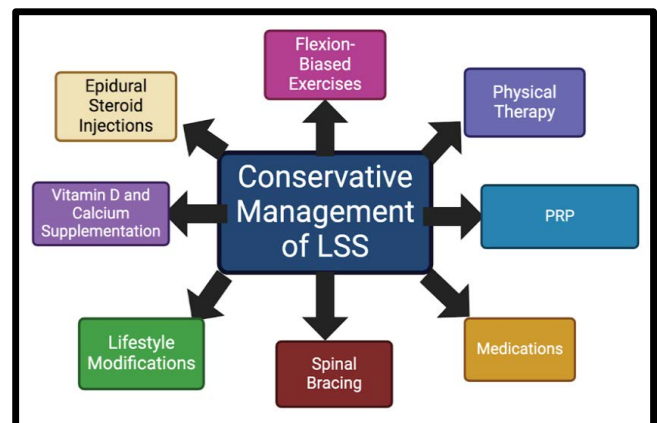 Flexion-
Biased
Exercises
Epidural
Steroid
Injections
Physical
Therapy
Conservative
Management
of LSS
Vitamin D and
Calcium
Supplementation
PRP
Lifestyle
Modifications
Spinal
Bracing
Medications